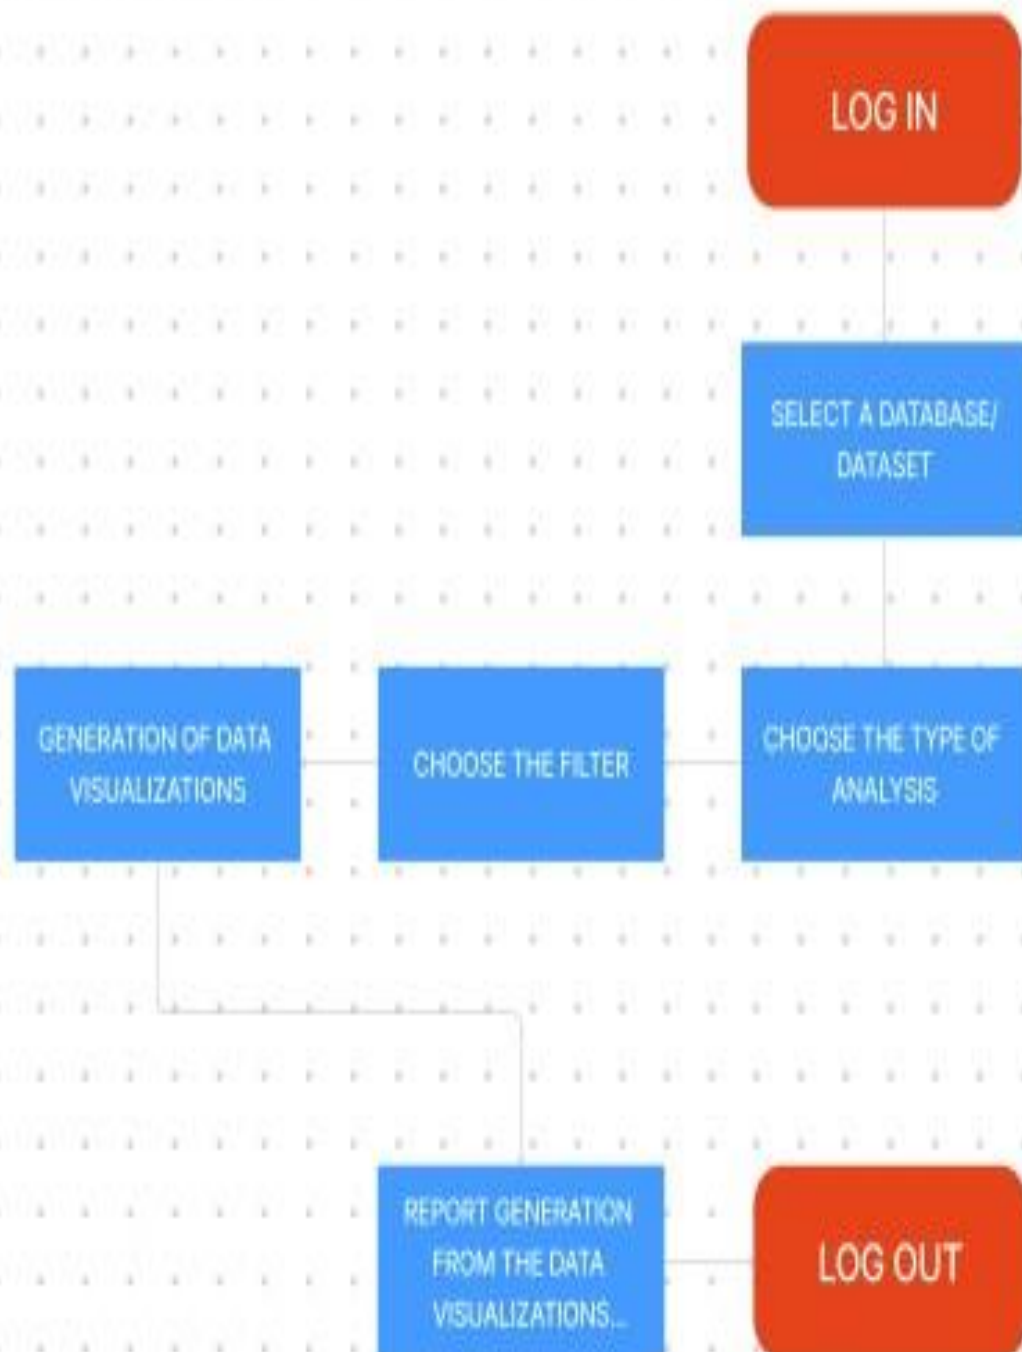 LOG IN
SELECT A DATABASE/
DATASET
CHOOSE THE TYPE OF
ANALYSIS
CHOOSE THE FILTER
GENERATION OF DATA
VISUALIZATIONS
REPORT GENERATION
FROM THE DATA
VISUALIZATIONS...
LOG OUT